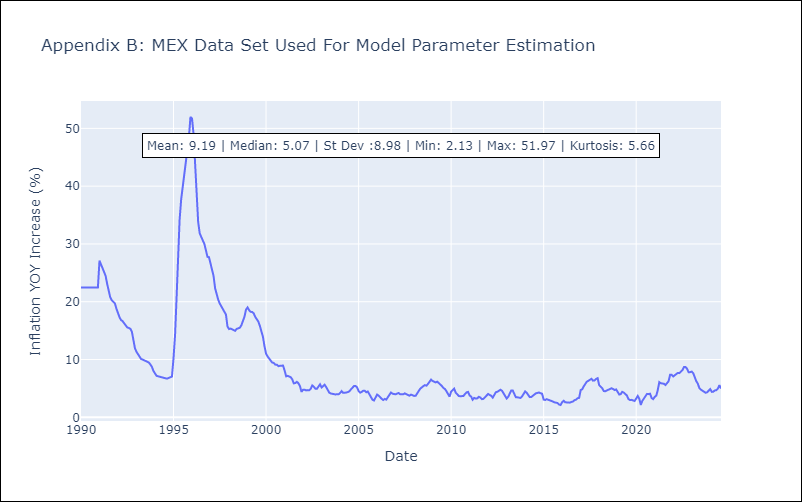 Appendix B: MEX Data Set Used For Model Parameter Estimation
Mean: 9.19 | Median: 5.07 | St Dev :8.98 | Min: 2.13 | Max: 51.97 | Kurtosis: 5.66
Inflation YOY Increase (%)
50
40
30
20
10
0
1990 1995 2000 2005 2010 2015 2020
Date